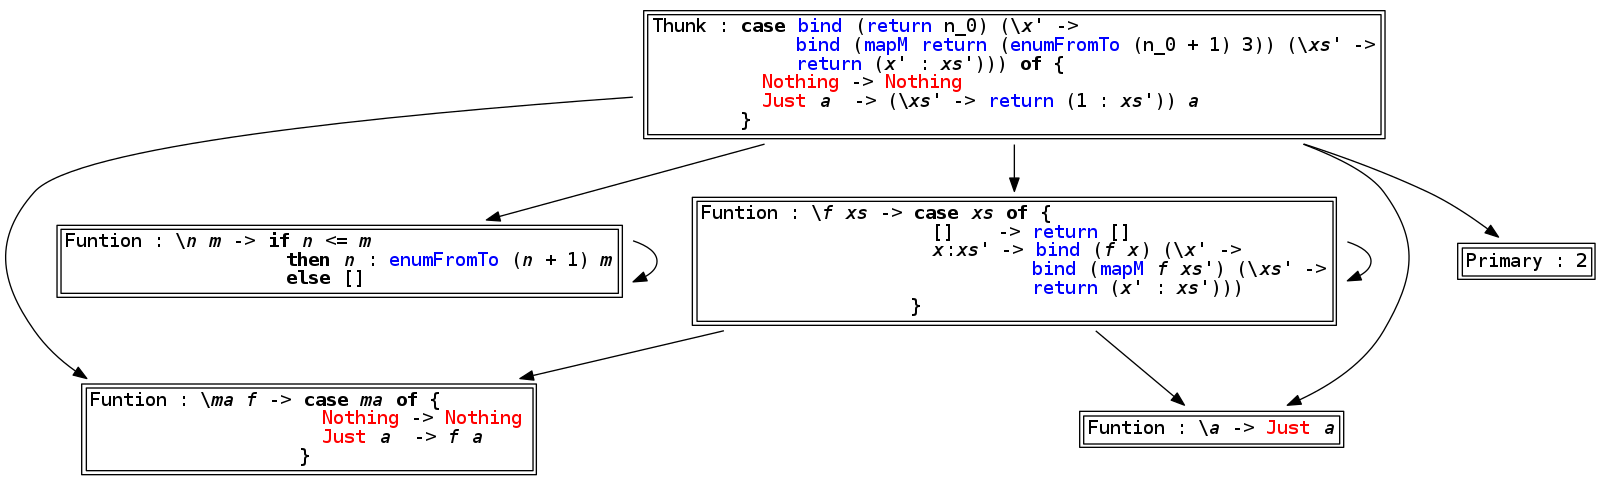 Thunk : case bind (return n_0) (\x' ->
bind (mapM return (enumFromTo (n_0 + 1) 3)) (\xs' ->
return (x' : xs'))) of {
Nothing -> Nothing
Just a  -> (\xs' -> return (1 : xs')) a
}
Funtion : \n m -> if n <= m
then n : enumFromTo (n + 1) m
else []
Funtion : \f xs -> case xs of {
[]    -> return []
x:xs' -> bind (f x) (\x' ->
bind (mapM f xs') (\xs' ->
return (x' : xs')))
}
Primary : 2
Funtion : \ma f -> case ma of {
Nothing -> Nothing
Just a  -> f a
}
Funtion : \a -> Just a